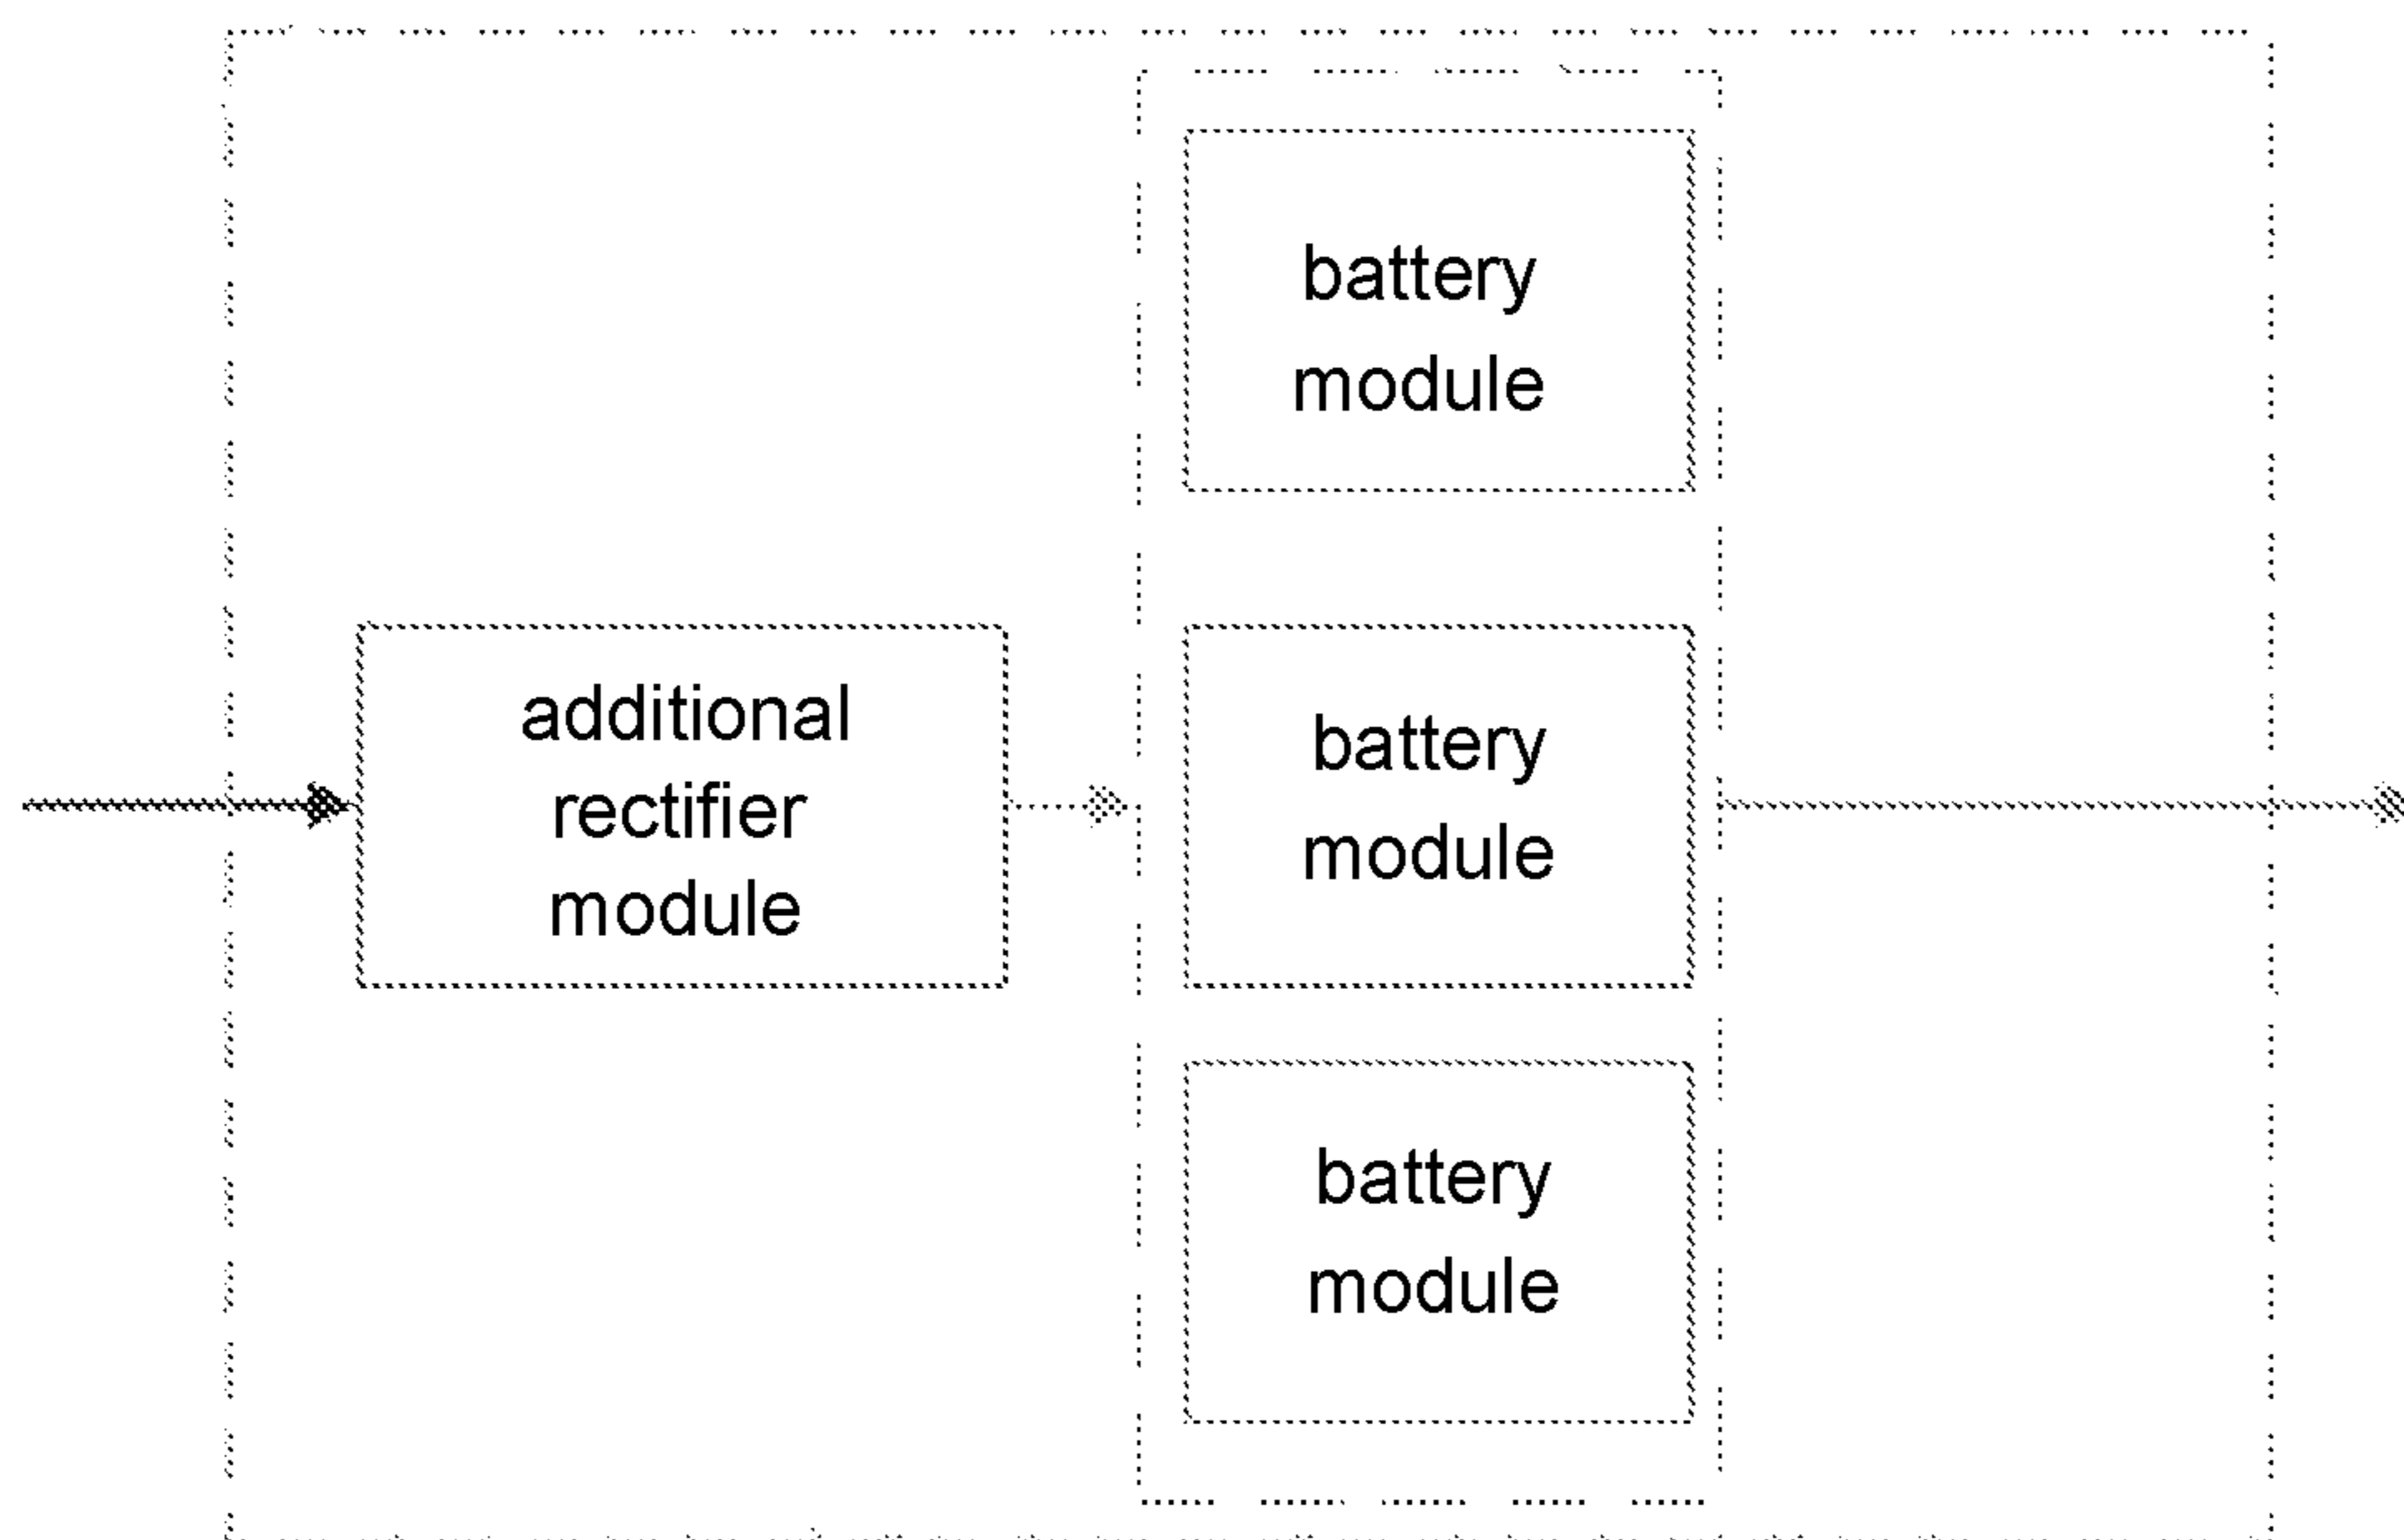 battery
module
additional
rectifier
module
battery
module
battery
module